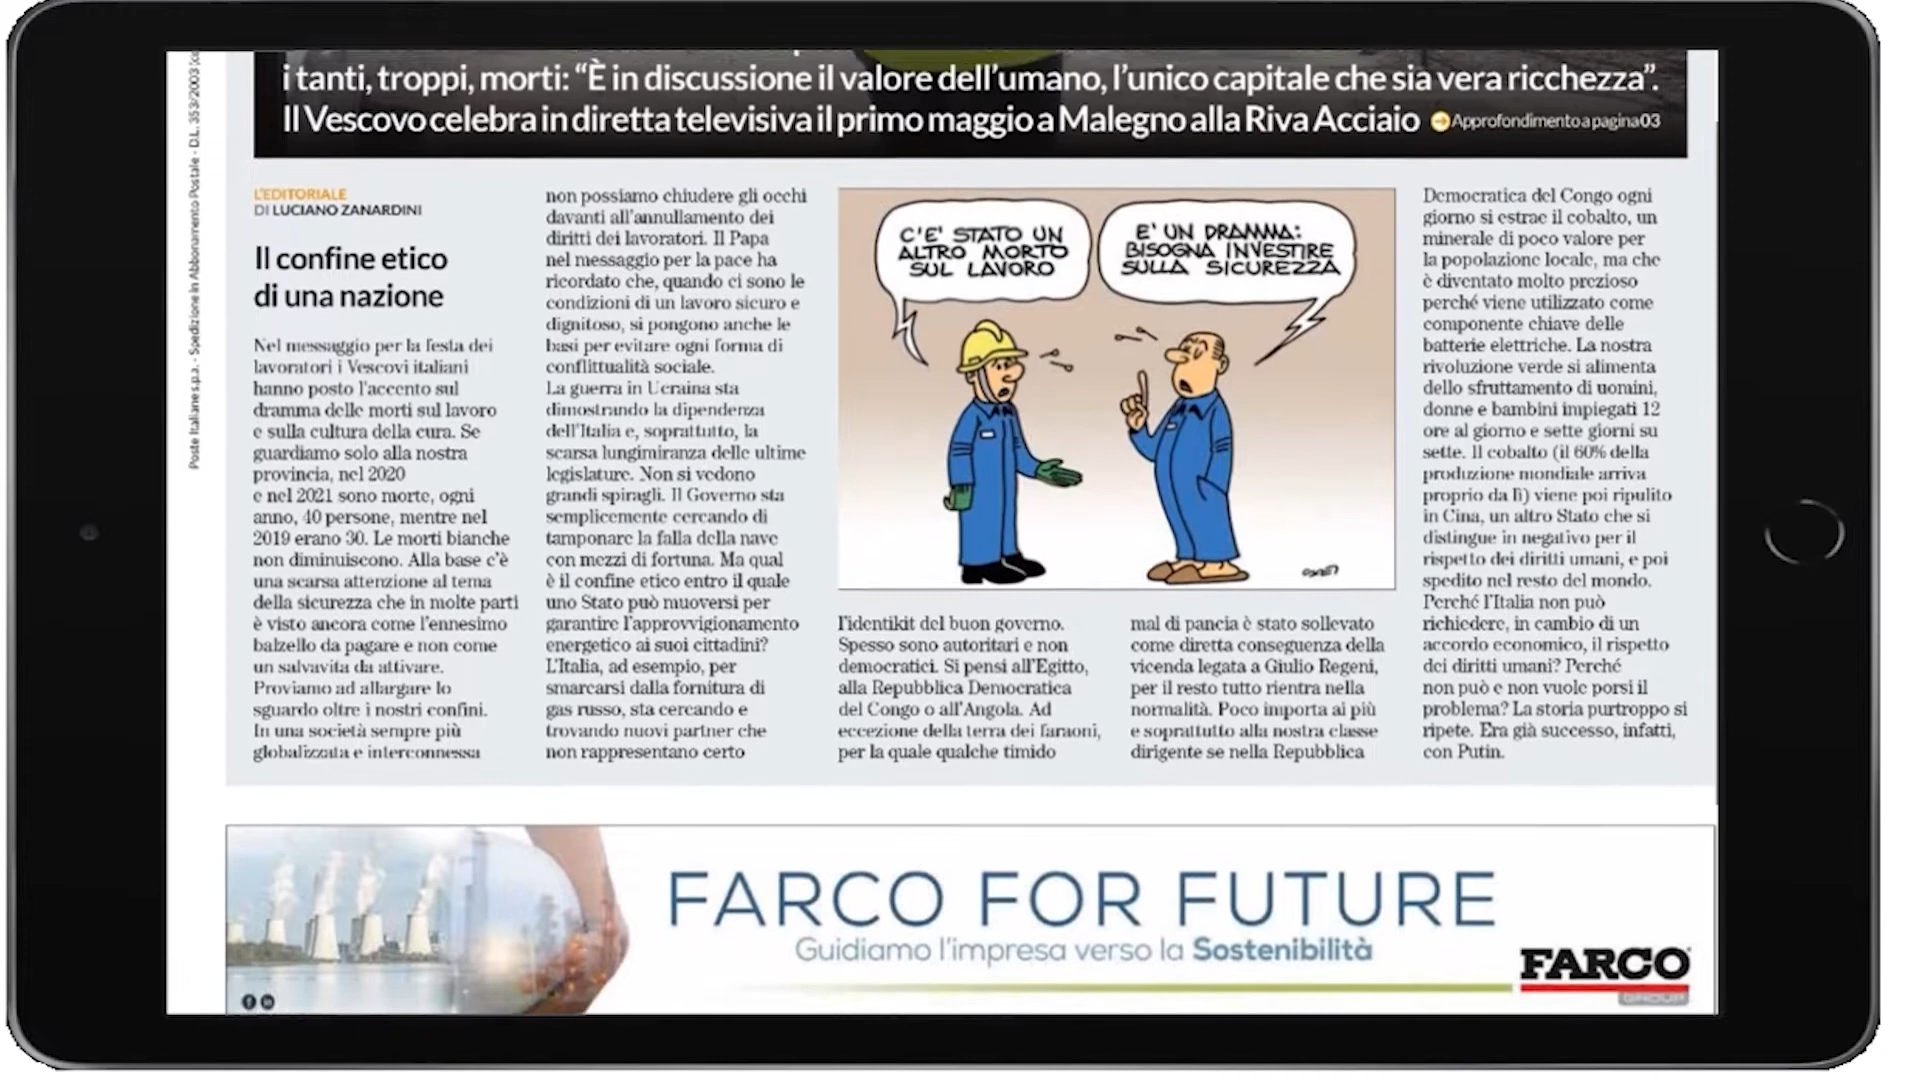 i tanti, troppi, morti: “È in discussione il valore dell’umano, l’unico capitale che sia vera ricchezza”.
Il Vescovo celebra in diretta televisiva il primo maggio a Malegno alla Riva Acciaio Approfondimento a pagina 03
Poste Italiane s.p.a. - Spedizione in Abbonamento Postale - D.L. 353/2003
L'EDITORIALE
DI LUCIANO ZANARDINI
Il confine etico
di una nazione
Nel messaggio per la festa dei
lavoratori i Vescovi italiani
hanno posto l'accento sul
dramma delle morti sul lavoro
e sulla cultura della cura. Se
guardiamo solo alla nostra
provincia, nel 2020
e nel 2021 sono morte, ogni
anno, 40 persone, mentre nel
2019 erano 30. Le morti bianche
non diminuiscono. Alla base c'è
una scarsa attenzione al tema
della sicurezza che in molte parti
è visto ancora come l'ennesimo
balzello da pagare e non come
un salvavita da attivare.
Proviamo ad allargare lo
sguardo oltre i nostri confini.
In una società sempre più
globalizzata e interconnessa
non possiamo chiudere gli occhi
davanti all'annullamento dei
diritti dei lavoratori. Il Papa
nel messaggio per la pace ha
ricordato che, quando ci sono le
condizioni di un lavoro sicuro e
dignitoso, si pongono anche le
basi per evitare ogni forma di
conflittualità sociale.
La guerra in Ucraina sta
dimostrando la dipendenza
dell'Italia e, soprattutto, la
scarsa lungimiranza delle ultime
legislature. Non si vedono
grandi spiragli. Il Governo sta
semplicemente cercando di
tamponare la falla della nave
con mezzi di fortuna. Ma qual
è il confine etico entro il quale
uno Stato può muoversi per
garantire l'approvvigionamento
energetico ai suoi cittadini?
L'Italia, ad esempio, per
smarcarsi dalla fornitura di
gas russo, sta cercando e
trovando nuovi partner che
non rappresentano certo
C'E' STATO UN
ALTRO MORTO
SUL LAVORO
E' UN DRAMMA:
BISOGNA INVESTIRE
SULLA SICUREZZA
l'identikit del buon governo.
Spesso sono autoritari e non
democratici. Si pensi all'Egitto,
alla Repubblica Democratica
del Congo o all'Angola. Ad
eccezione della terra dei faraoni,
per la quale qualche timido
mal di pancia è stato sollevato
come diretta conseguenza della
vicenda legata a Giulio Regeni,
per il resto tutto rientra nella
normalità. Poco importa ai più
e soprattutto alla nostra classe
dirigente se nella Repubblica
Democratica del Congo ogni
giorno si estrae il cobalto, un
minerale di poco valore per
la popolazione locale, ma che
è diventato molto prezioso
perché viene utilizzato come
componente chiave delle
batterie elettriche. La nostra
rivoluzione verde si alimenta
dello sfruttamento di uomini,
donne e bambini impiegati 12
ore al giorno e sette giorni su
sette. Il cobalto (il 60% della
produzione mondiale arriva
proprio da lì) viene poi ripulito
in Cina, un altro Stato che si
distingue in negativo per il
rispetto dei diritti umani, e poi
spedito nel resto del mondo.
Perché l'Italia non può
richiedere, in cambio di un
accordo economico, il rispetto
dei diritti umani? Perché
non può e non vuole porsi il
problema? La storia purtroppo si
ripete. Era già successo, infatti,
con Putin.
FARCO FOR FUTURE
Guidiamo l'impresa verso la Sostenibilità
FARCO
GROUP